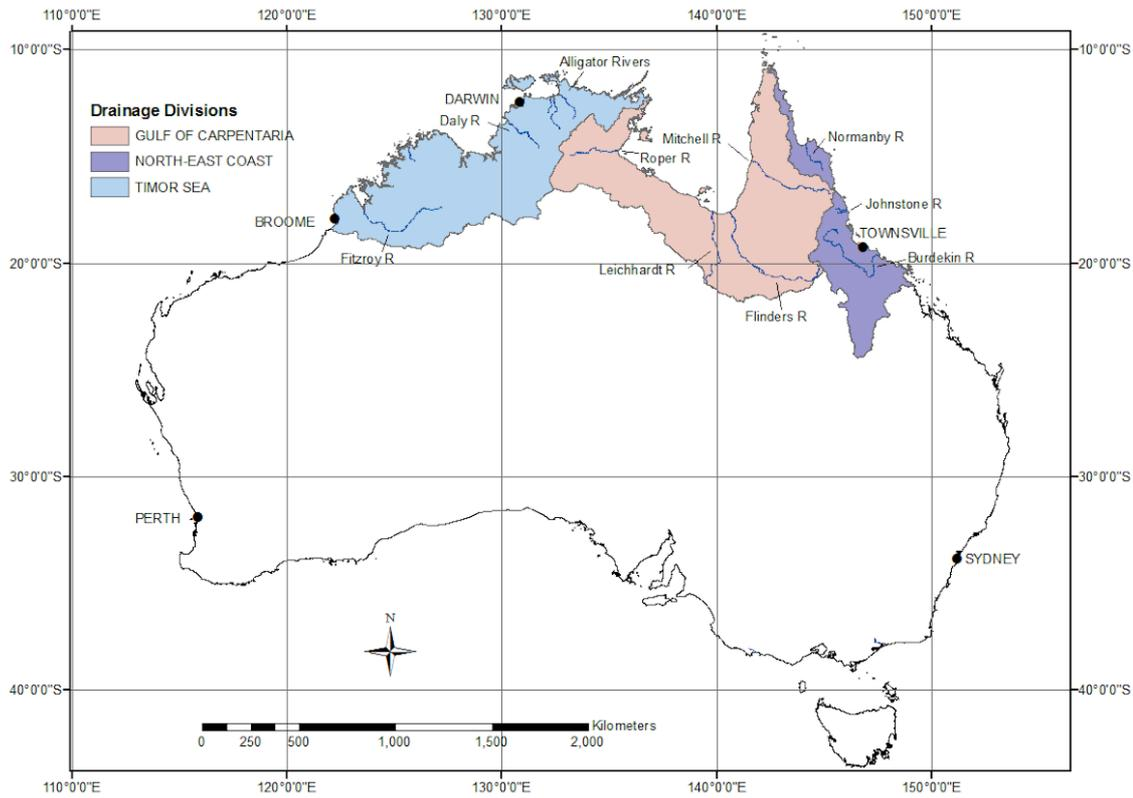 110°0'0"E 120°0'0"E 130°0'0"E 140°0'0"E 150°0'0"E
10°0'0"S 10°0'0"S
Alligator Rivers
DARWIN
Drainage Divisions
Daly R
GULF OF CARPENTARIA
Mitchell R
Normanby R
NORTH-EAST COAST
Roper R
TIMOR SEA
Johnstone R
BROOME
TOWNSVILLE
Fitzroy R
Burdekin R
20°0'0"S 20°0'0"S
Leichhardt R
Flinders R
30°0'0"S 30°0'0"S
PERTH
SYDNEY
N
40°0'0"S 40°0'0"S
Kilometers
0 250 500 1,000 1,500 2,000
110°0'0"E 120°0'0"E 130°0'0"E 140°0'0"E 150°0'0"E